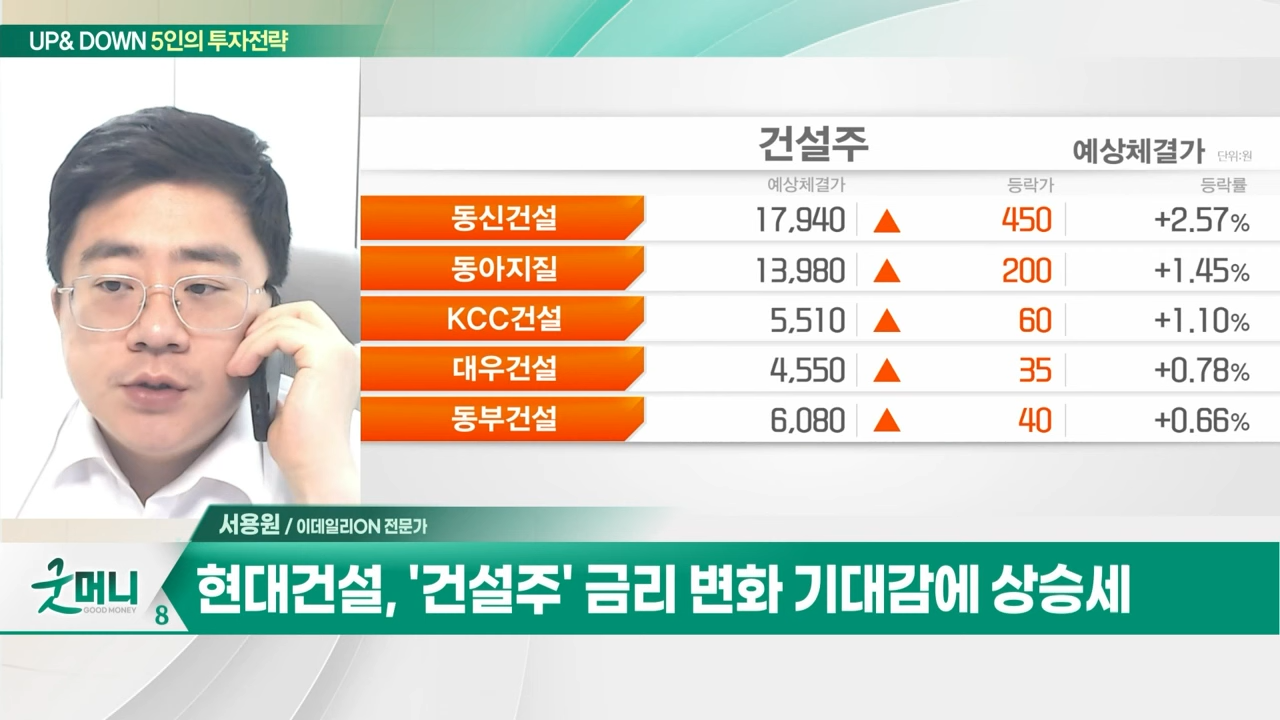 UP& DOWN 5인의 투자전략
건설주 예상체결가 단위:원
예상체결가 등락가 등락률
동신건설 17,940 ▲ 450 +2.57%
동아지질 13,980 ▲ 200 +1.45%
KCC건설 5,510 ▲ 60 +1.10%
대우건설 4,550 ▲ 35 +0.78%
동부건설 6,080 ▲ 40 +0.66%
서용원 / 이데일리ON 전문가
굿머니
GOOD MONEY
8
현대건설, '건설주' 금리 변화 기대감에 상승세